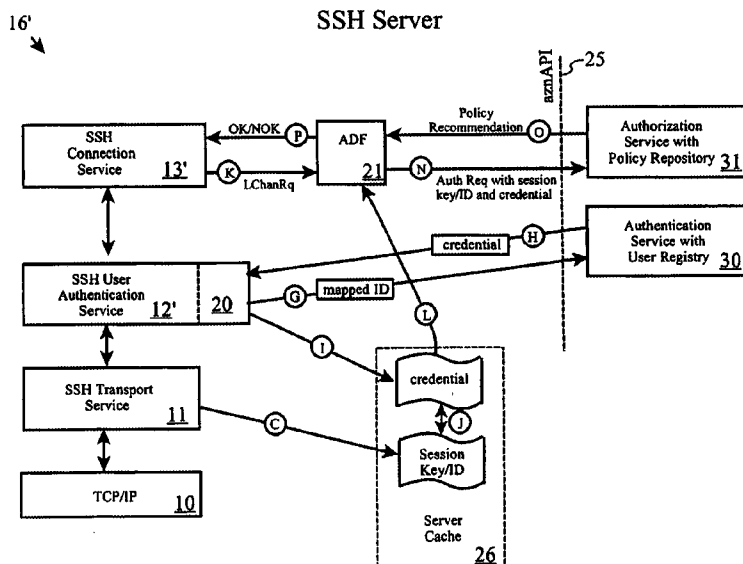 16'
SSH Server
25
aznAPI
SSH
Connection
Service
13'
OK/NOK
P
K
LChanRq
ADF
21
Policy
Recommendation
O
N
Auth Req with session
key/ID and credential
Authorization
Service with
Policy Repository
31
SSH User
Authentication
Service
12'
20
credential
H
G
mapped ID
Authentication
Service with
User Registry
30
I
L
SSH Transport
Service
11
C
credential
J
Session
Key/ID
TCP/IP
10
Server
Cache
26